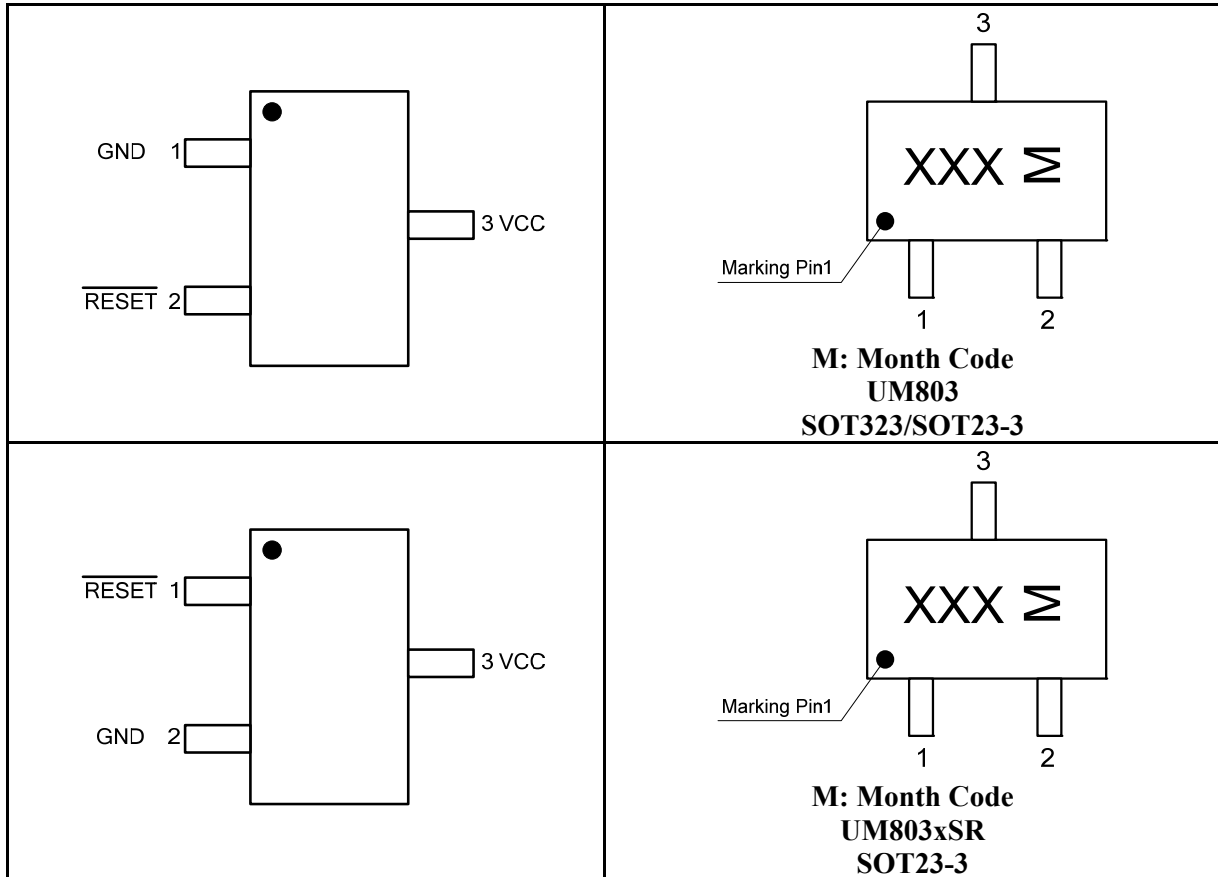 GND 1
3 VCC
RESET 2
3
XXX M
Marking Pin1
1 2
M: Month Code
UM803
SOT323/SOT23-3
RESET 1
3 VCC
GND 2
3
XXX M
Marking Pin1
1 2
M: Month Code
UM803xSR
SOT23-3